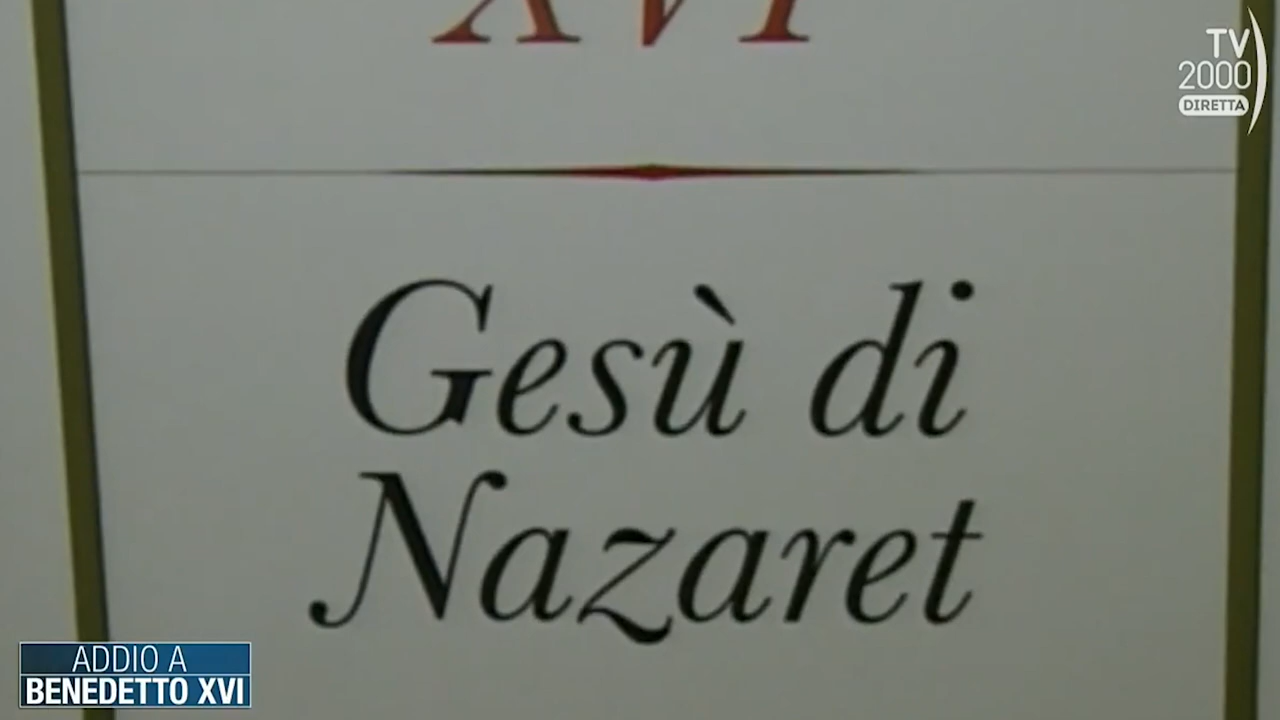 XVI
TV
2000
DIRETTA
Gesù di
Nazaret
ADDIO A
BENEDETTO XVI